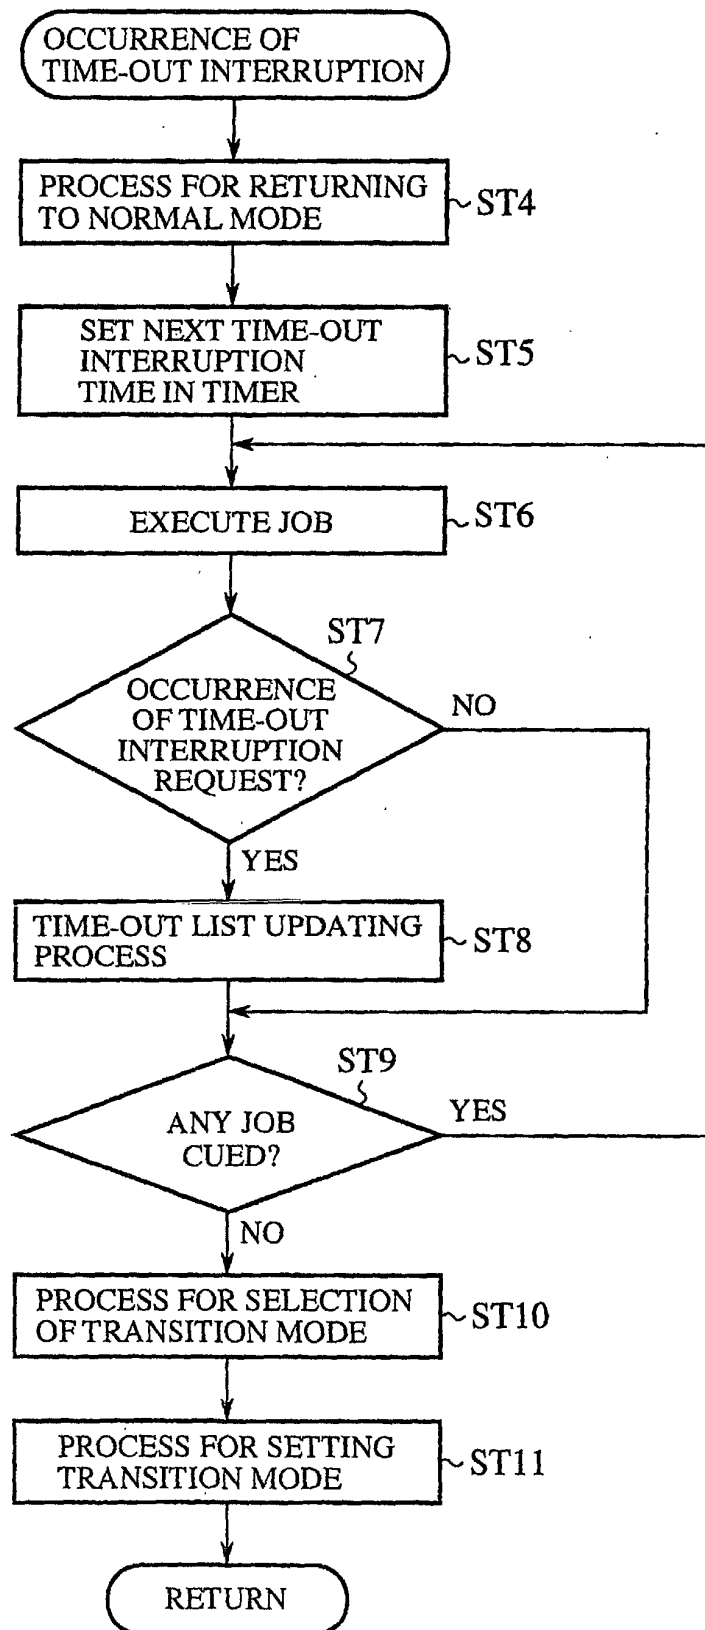 OCCURRENCE OF
TIME-OUT INTERRUPTION
PROCESS FOR RETURNING
TO NORMAL MODE
ST4
SET NEXT TIME-OUT
INTERRUPTION
TIME IN TIMER
ST5
EXECUTE JOB
ST6
ST7
OCCURRENCE
OF TIME-OUT
INTERRUPTION
REQUEST?
NO
YES
TIME-OUT LIST UPDATING
PROCESS
ST8
ST9
ANY JOB
CUED?
YES
NO
PROCESS FOR SELECTION
OF TRANSITION MODE
ST10
PROCESS FOR SETTING
TRANSITION MODE
ST11
RETURN